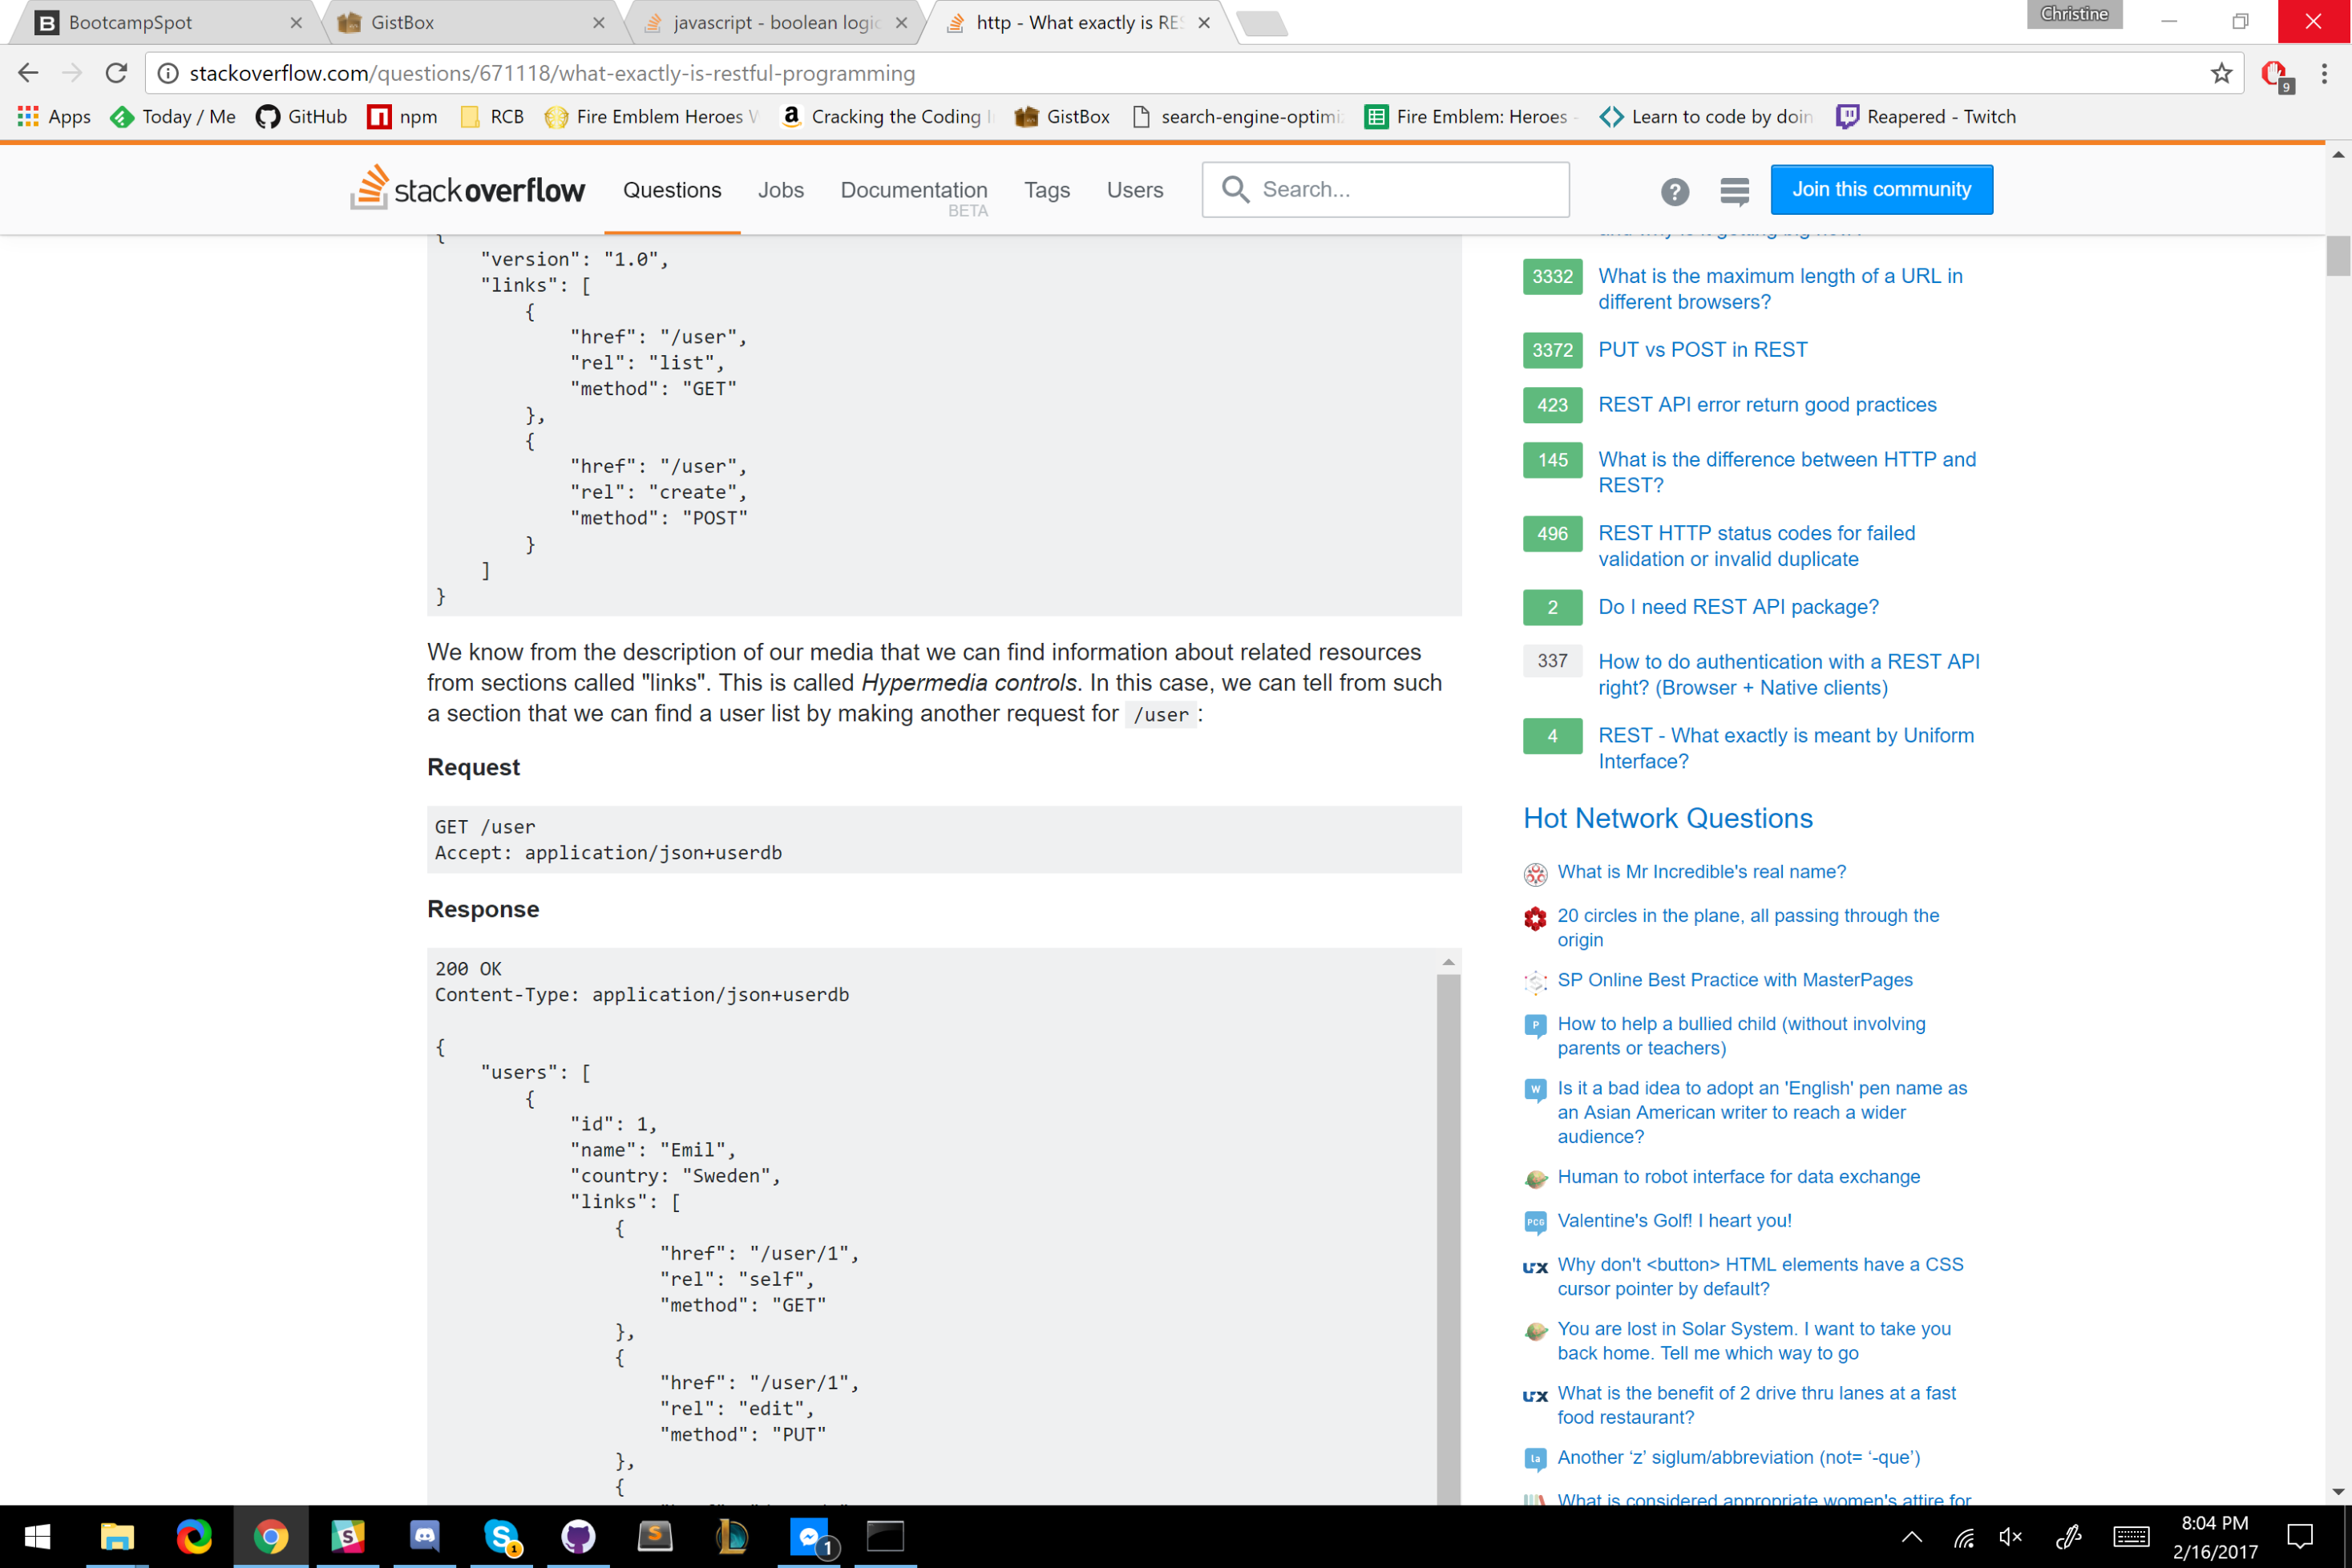 BootcampSpot
GistBox
javascript - boolean logic
http - What exactly is RES
Christine
stackoverflow.com/questions/671118/what-exactly-is-restful-programming
9
Apps
Today / Me
GitHub
npm
RCB
Fire Emblem Heroes W
Cracking the Coding I
GistBox
search-engine-optimi
Fire Emblem: Heroes -
Learn to code by doin
Reapered - Twitch
stackoverflow
Questions
Jobs
Documentation
BETA
Tags
Users
Search...
Join this community
{
"version": "1.0",
"links": [
{
"href": "/user",
"rel": "list",
"method": "GET"
},
{
"href": "/user",
"rel": "create",
"method": "POST"
}
]
}
We know from the description of our media that we can find information about related resources
from sections called "links". This is called Hypermedia controls. In this case, we can tell from such
a section that we can find a user list by making another request for /user :
Request
GET /user
Accept: application/json+userdb
Response
200 OK
Content-Type: application/json+userdb
{
"users": [
{
"id": 1,
"name": "Emil",
"country: "Sweden",
"links": [
{
"href": "/user/1",
"rel": "self",
"method": "GET"
},
{
"href": "/user/1",
"rel": "edit",
"method": "PUT"
},
{
3332 What is the maximum length of a URL in
different browsers?
3372 PUT vs POST in REST
423 REST API error return good practices
145 What is the difference between HTTP and
REST?
496 REST HTTP status codes for failed
validation or invalid duplicate
2 Do I need REST API package?
337 How to do authentication with a REST API
right? (Browser + Native clients)
4 REST - What exactly is meant by Uniform
Interface?
Hot Network Questions
What is Mr Incredible's real name?
20 circles in the plane, all passing through the
origin
SP Online Best Practice with MasterPages
P How to help a bullied child (without involving
parents or teachers)
W Is it a bad idea to adopt an 'English' pen name as
an Asian American writer to reach a wider
audience?
Human to robot interface for data exchange
PCG Valentine's Golf! I heart you!
UX Why don't <button> HTML elements have a CSS
cursor pointer by default?
You are lost in Solar System. I want to take you
back home. Tell me which way to go
UX What is the benefit of 2 drive thru lanes at a fast
food restaurant?
la Another ‘z’ siglum/abbreviation (not= ‘-que’)
What is considered appropriate women's attire for
1
1
8:04 PM
2/16/2017